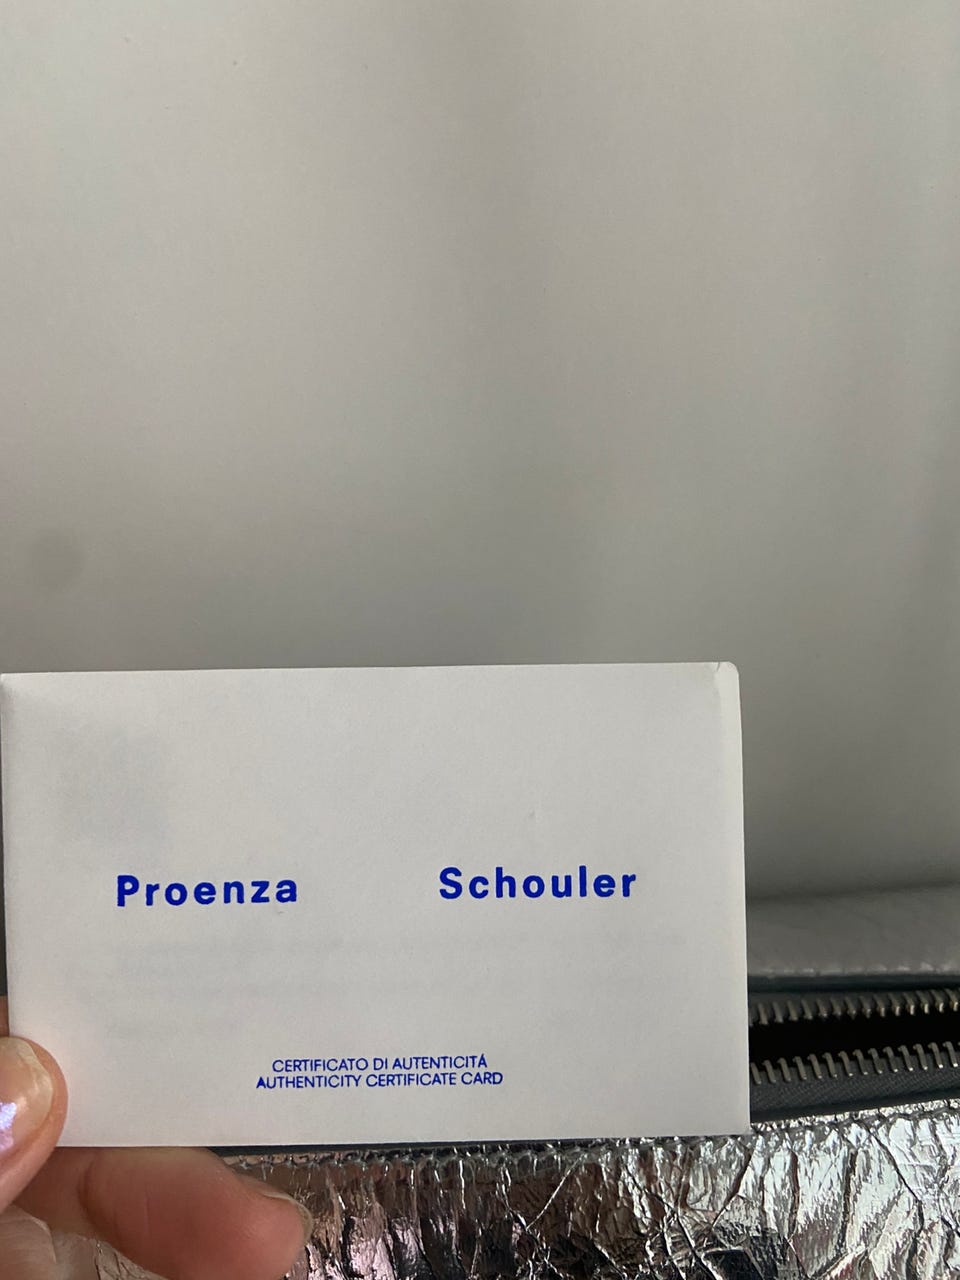 Proenza Schouler
CERTIFICATO DI AUTENTICITÁ
AUTHENTICITY CERTIFICATE CARD